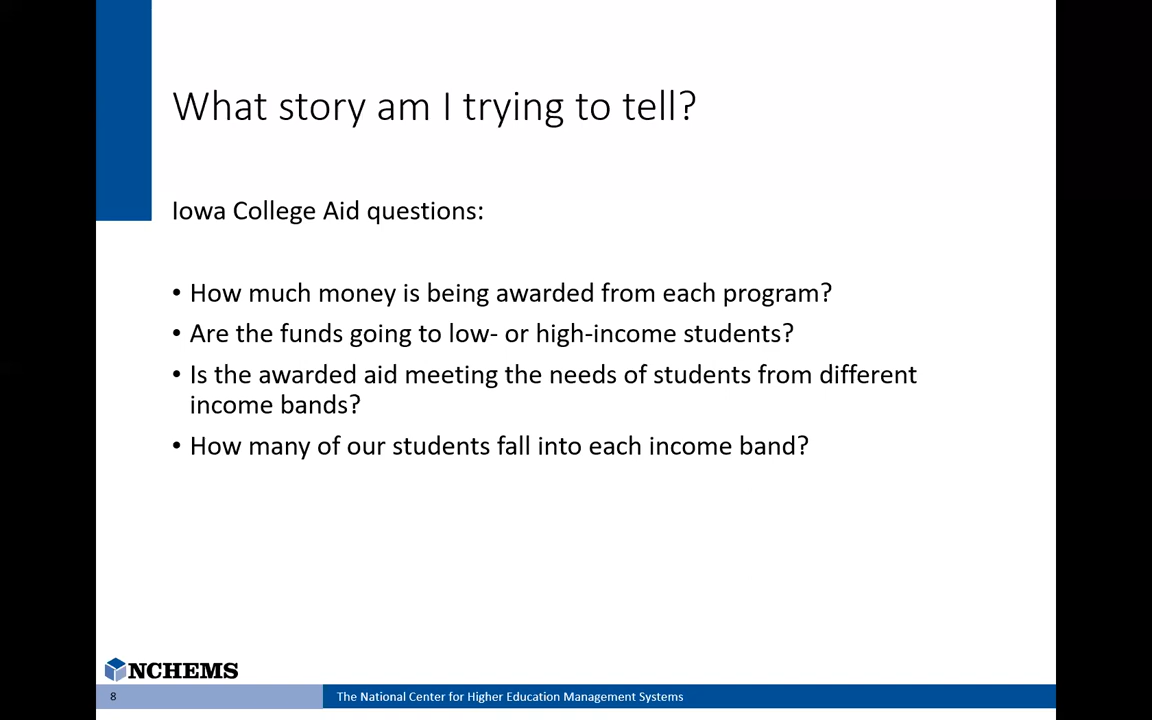 What story am I trying to tell?
Iowa College Aid questions:
• How much money is being awarded from each program?
• Are the funds going to low- or high-income students?
• Is the awarded aid meeting the needs of students from different
income bands?
• How many of our students fall into each income band?
NCHEMS
8
The National Center for Higher Education Management Systems